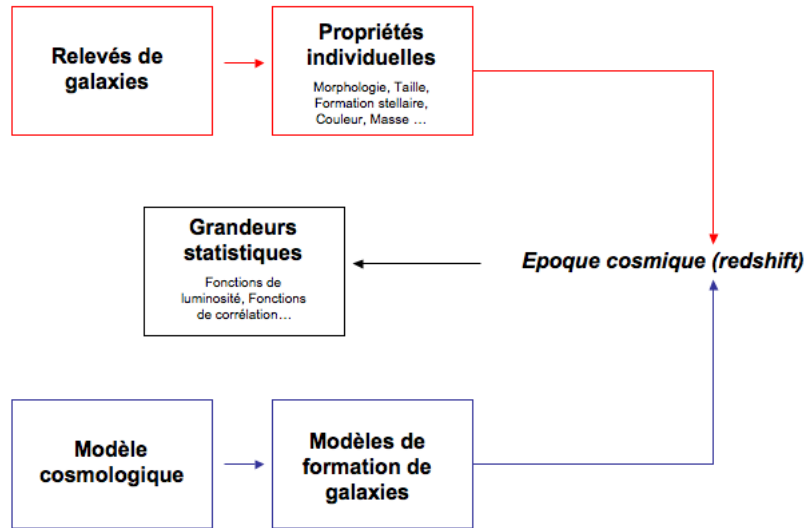 Relevés de
galaxies
Propriétés
individuelles
Morphologie, Taille,
Formation stellaire,
Couleur, Masse ...
Grandeurs
statistiques
Fonctions de
luminosité, Fonctions
de corrélation...
Epoque cosmique (redshift)
Modèle
cosmologique
Modèles de
formation de
galaxies